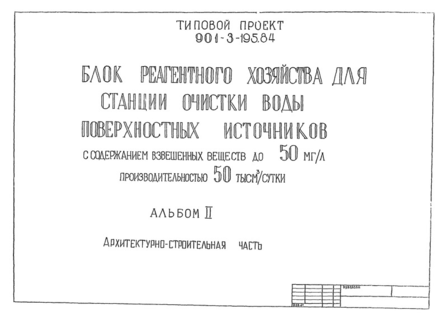 ТИПОВОЙ ПРОЕКТ
901-3-195.84
БЛОК РЕАГЕНТНОГО ХОЗЯЙСТВА ДЛЯ
СТАНЦИИ ОЧИСТКИ ВОДЫ
ПОВЕРХНОСТНЫХ ИСТОЧНИКОВ
С СОДЕРЖАНИЕМ ВЗВЕШЕННЫХ ВЕЩЕСТВ ДО 50 МГ/Л
ПРОИЗВОДИТЕЛЬНОСТЬЮ 50 ТЫС.М³/СУТКИ
АЛЬБОМ II
АРХИТЕКТУРНО-СТРОИТЕЛЬНАЯ ЧАСТЬ